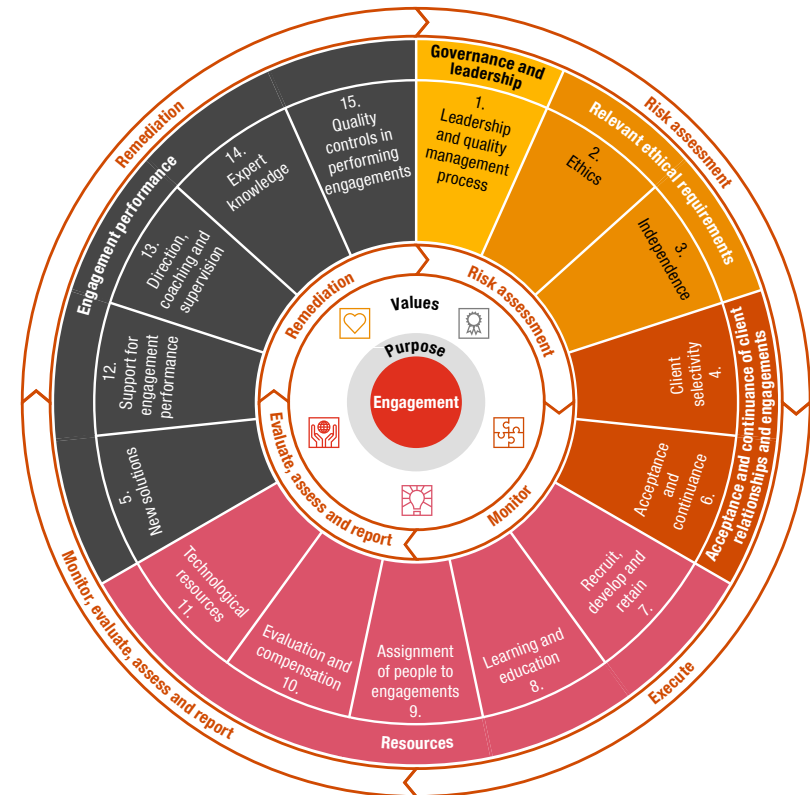 Remediation
Risk assessment
Execute
Monitor, evaluate, assess and report
Governance and
leadership
1.
Leadership
and quality
management
process
Relevant ethical requirements
2.
Ethics
3.
Independence
Acceptance and continuance of client
relationships and engagements
Client
selectivity
4.
Acceptance
and
continuance
6.
Recruit,
develop and
retain
7.
Learning and
education
8.
Assignment
of people to
engagements
9.
Evaluation and
compensation
10.
Technological
resources
11.
Resources
Engagement performance
5.
New solutions
12.
Support for
engagement
performance
13.
Direction,
coaching and
supervision
14.
Expert
knowledge
15.
Quality
controls in
performing
engagements
Remediation
Risk assessment
Monitor
Evaluate, assess and report
Values
Purpose
Engagement